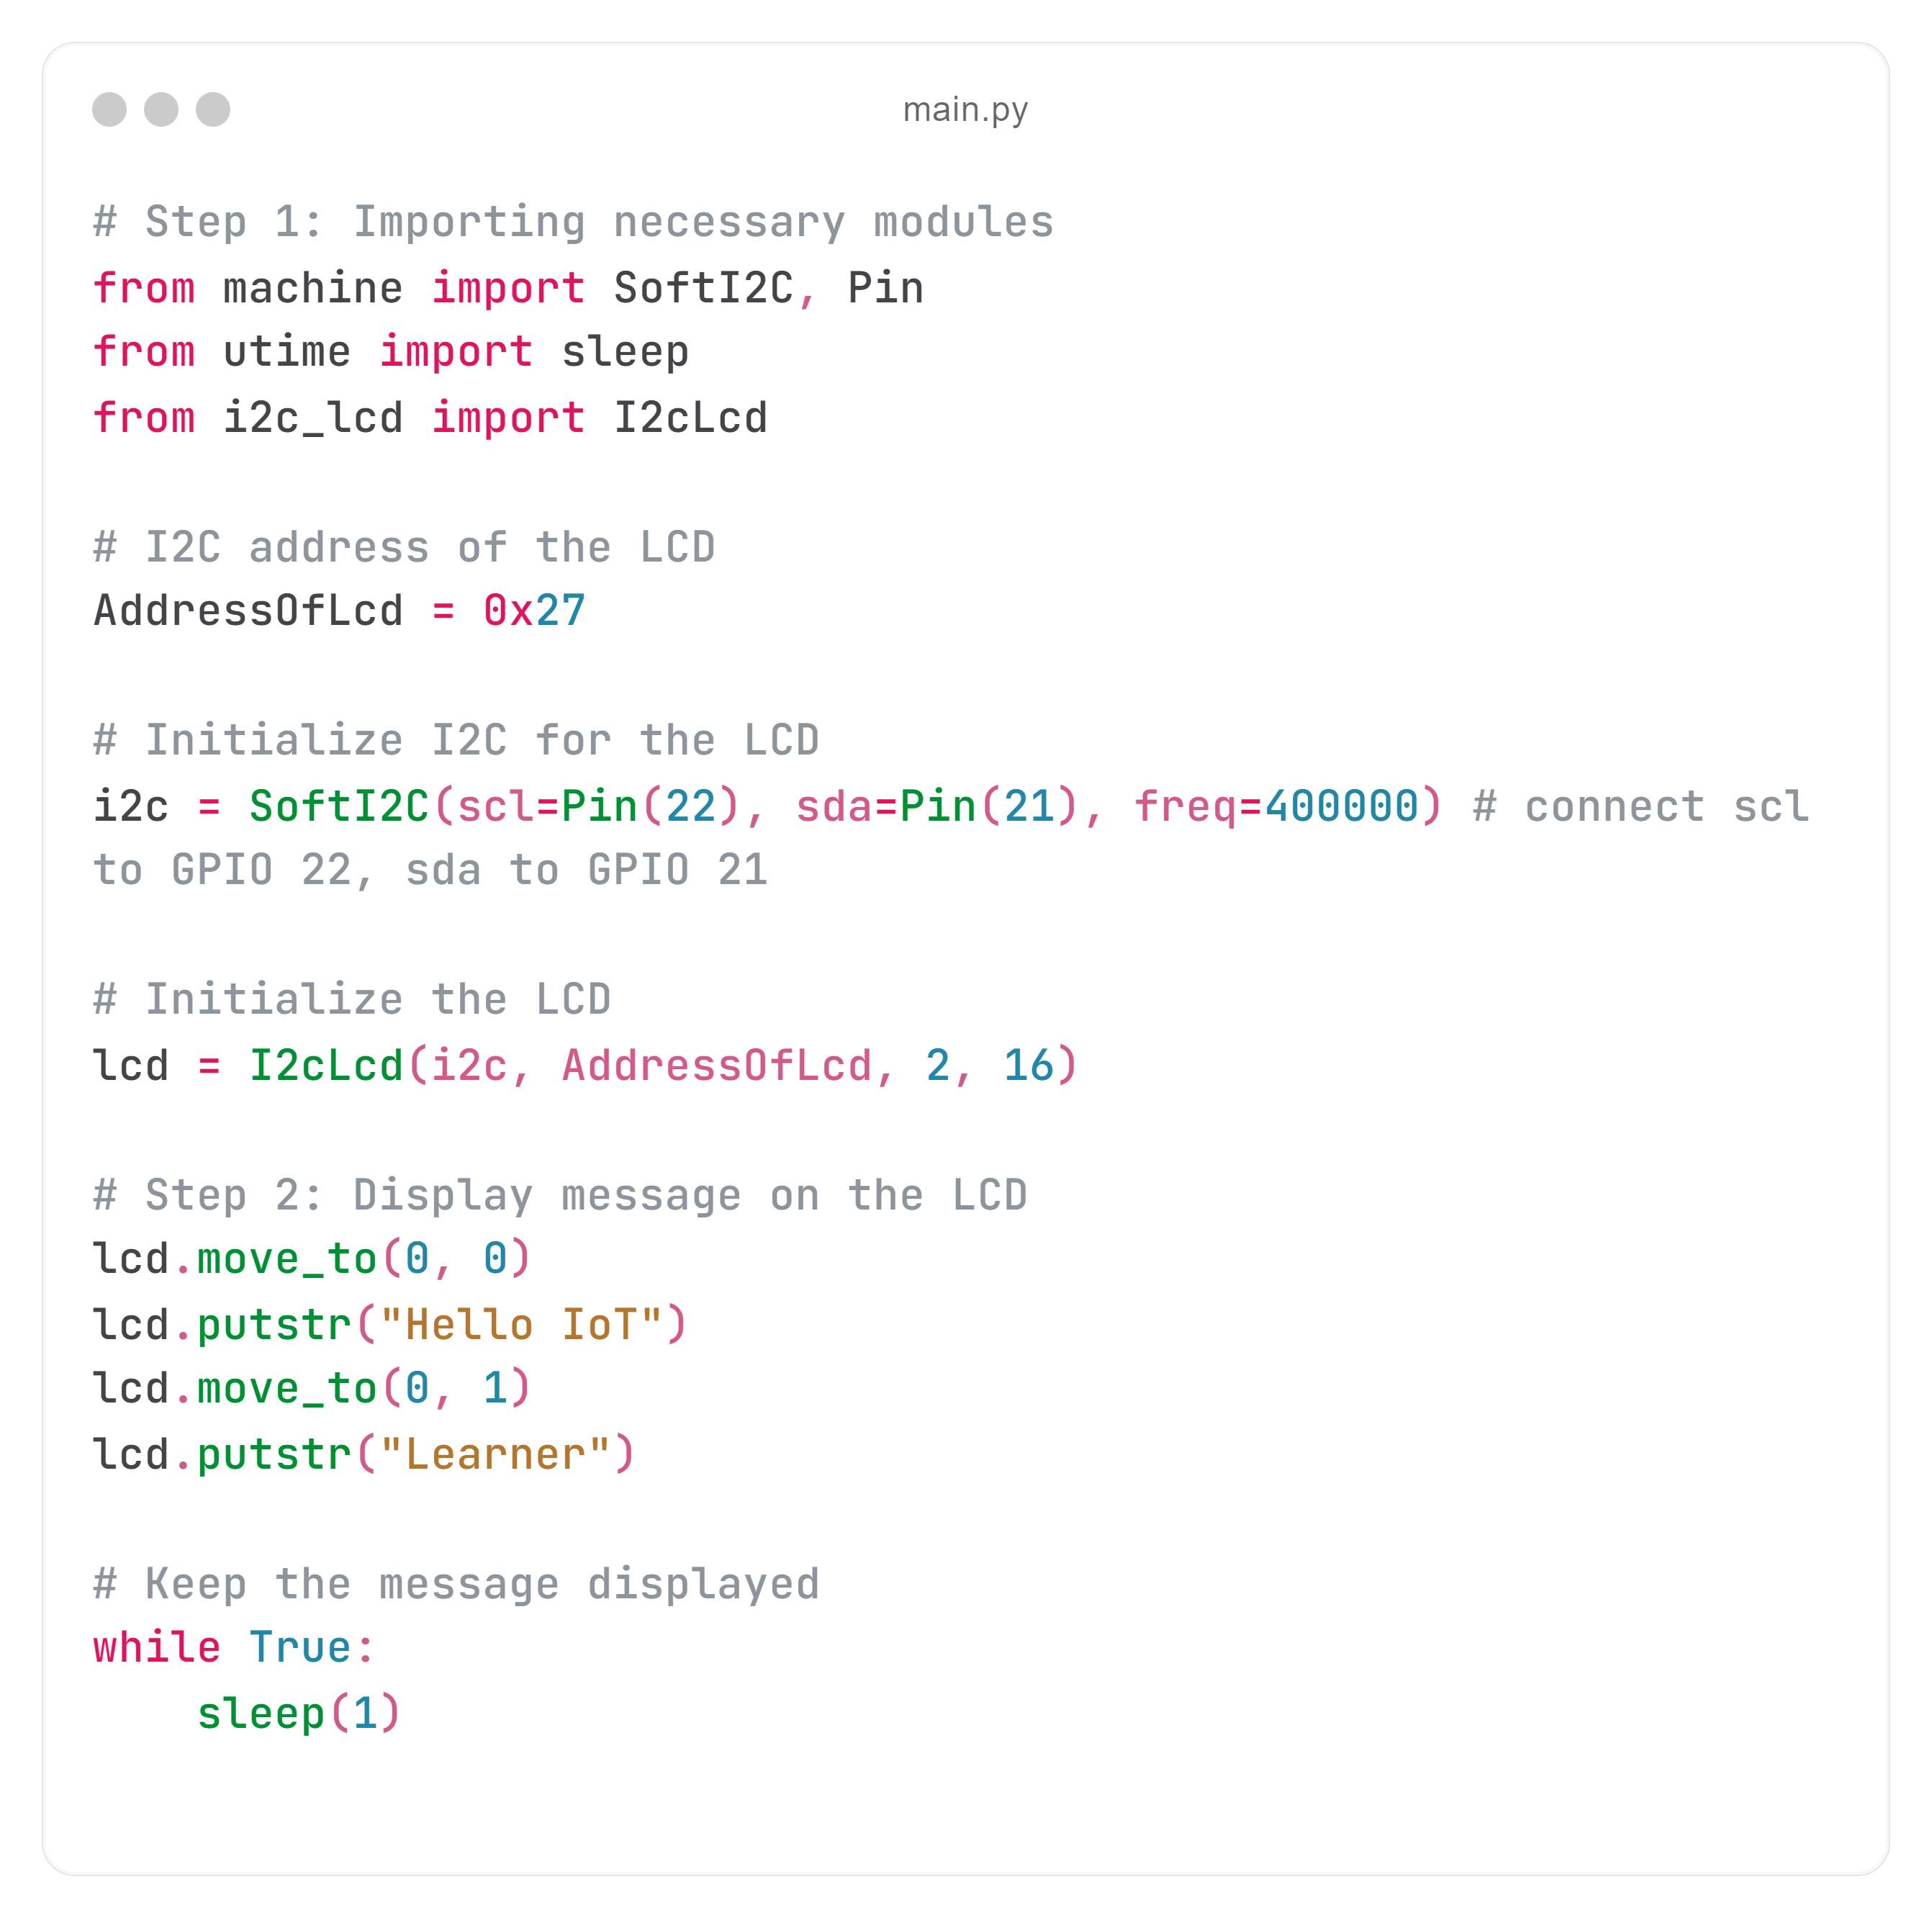 main.py
# Step 1: Importing necessary modules
from machine import SoftI2C, Pin
from utime import sleep
from i2c_lcd import I2cLcd
# I2C address of the LCD
AddressOfLcd = 0x27
# Initialize I2C for the LCD
i2c = SoftI2C(scl=Pin(22), sda=Pin(21), freq=400000) # connect scl
to GPIO 22, sda to GPIO 21
# Initialize the LCD
lcd = I2cLcd(i2c, AddressOfLcd, 2, 16)
# Step 2: Display message on the LCD
lcd.move_to(0, 0)
lcd.putstr("Hello IoT")
lcd.move_to(0, 1)
lcd.putstr("Learner")
# Keep the message displayed
while True:
    sleep(1)